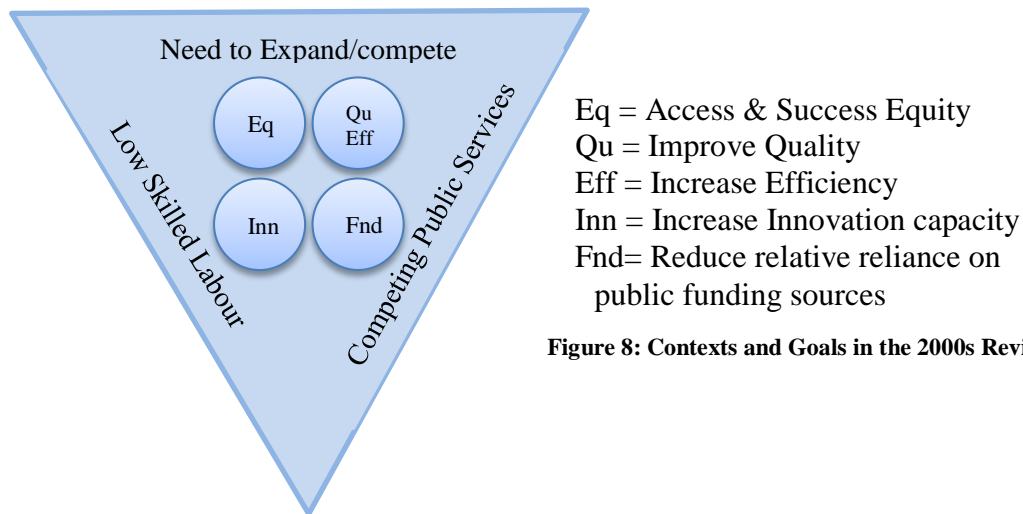 Need to Expand/compete
Eq
Qu
Eff
Inn
Fnd
Low Skilled Labour
Competing Public Services
Eq = Access & Success Equity
Qu = Improve Quality
Eff = Increase Efficiency
Inn = Increase Innovation capacity
Fnd= Reduce relative reliance on
public funding sources
Figure 8: Contexts and Goals in the 2000s Revi